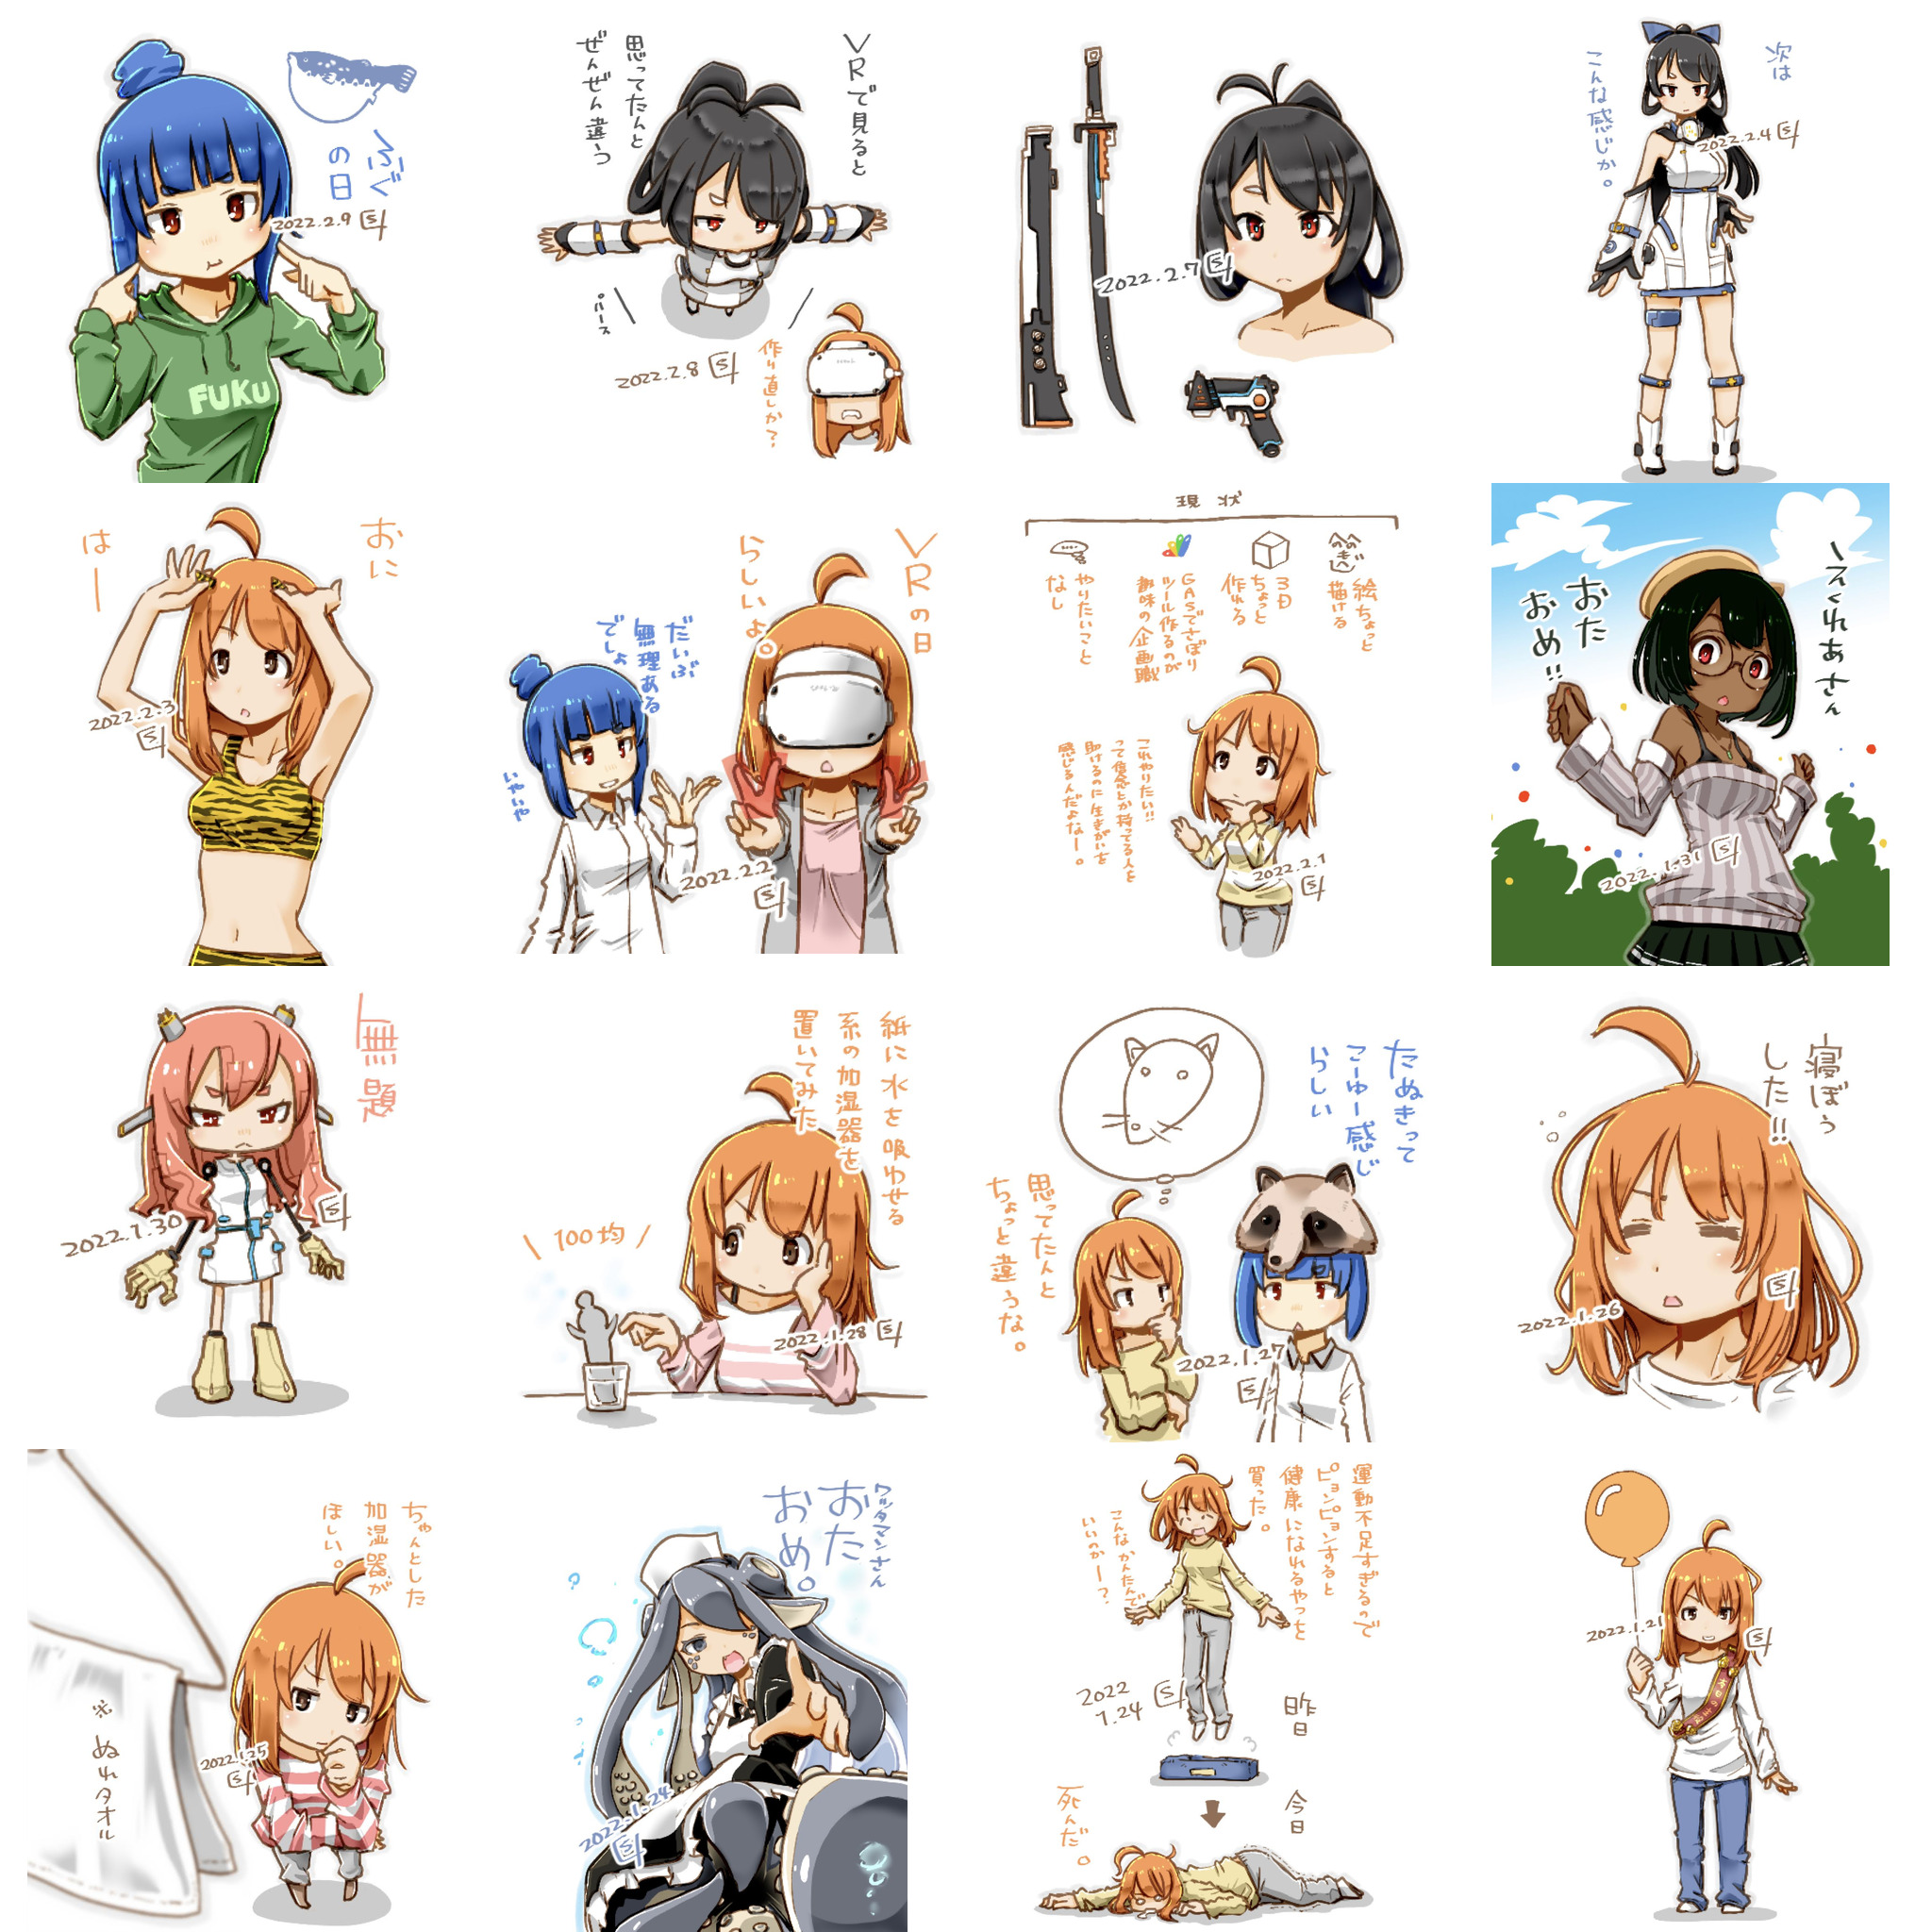 ふぐ
の日
2022.2.9
FUKU
VRで見ると
思ってたんと
ぜんぜん違う
パース
作り直しか?
2022.2.8
2022.2.7
次は
こんな感じか。
2022.2.4
おに
はー
2022.2.3
VRの日
らしいよ。
だいぶ
無理ある
でしょ
いやいや
2022.2.2
現状
絵ちょっと
描ける
3D
ちょっと
作れる
GASでさぼり
ツール作るのが
趣味の企画職
やりたいこと
なし
これやりたい!!
って信念とか持ってる人を
助けるのに生きがいを
感じるんだよなー。
2022.2.1
えくれあさん
おた
おめ!!
2022.1.31
無題
2022.1.30
紙に水を吸わせる
系の加湿器を
置いてみた
100均
2022.1.28
たぬきって
こーゆー感じ
らしい
思ってたんと
ちょっと違うな。
2022.1.27
寝ぼう
した!!
2022.1.26
ちゃんとした
加湿器が
ほしい。
※ぬれタオル
2022.1.25
ワッタマンさん
おた
おめ。
2022.1.24
運動不足すぎるので
ピョンピョンすると
健康になれるやつを
買った。
こんなかんたんで
いいのかー?
2022
1.24
昨日
今日
死んだ。
2022.1.21